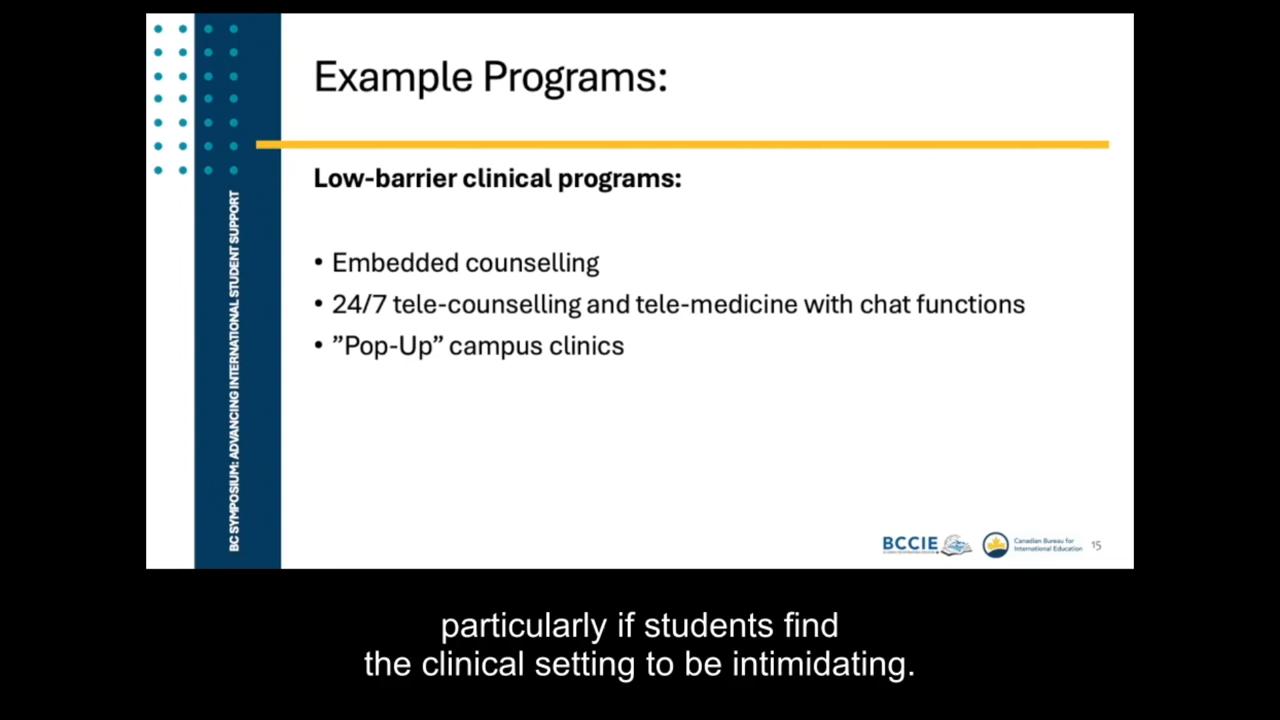 Example Programs:
Low-barrier clinical programs:
• Embedded counselling
• 24/7 tele-counselling and tele-medicine with chat functions
• ”Pop-Up” campus clinics
BC SYMPOSIUM: ADVANCING INTERNATIONAL STUDENT SUPPORT
BCCIE
Canadian Bureau for
International Education
15
particularly if students find
the clinical setting to be intimidating.